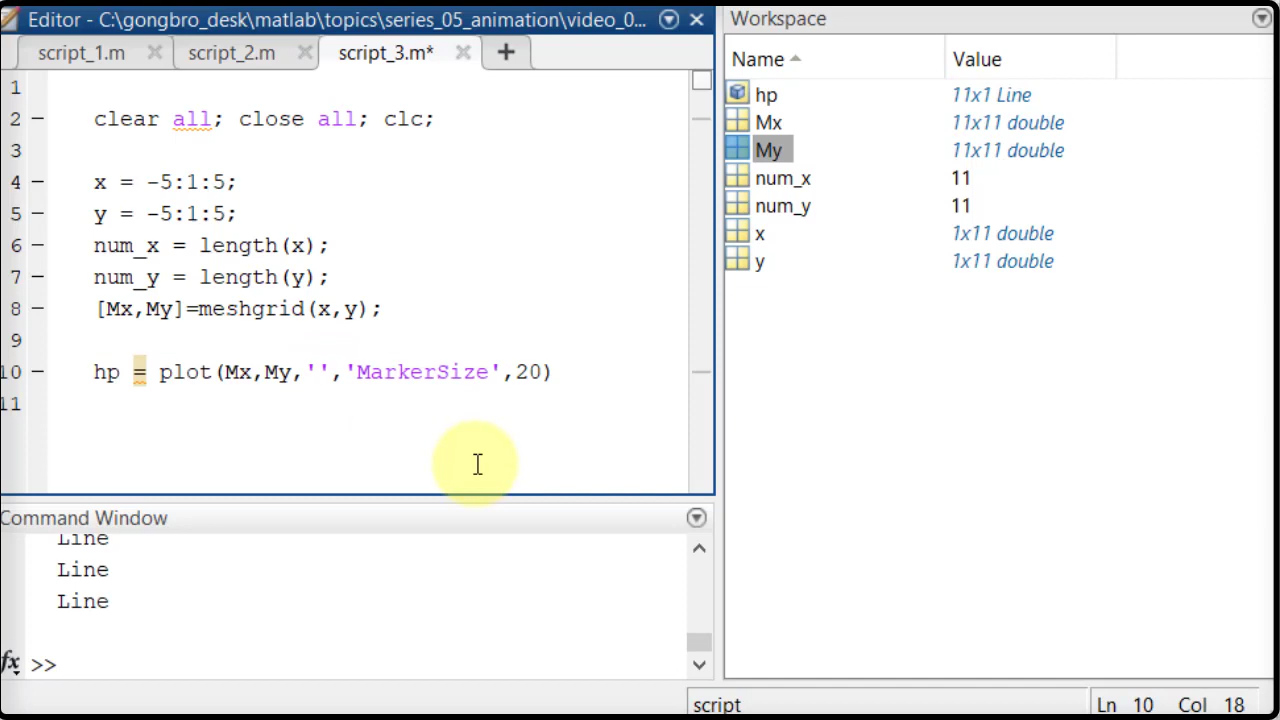 Editor - C:\gongbro_desk\matlab\topics\series_05_animation\video_0...
script_1.m script_2.m script_3.m* +
1
2 - clear all; close all; clc;
3
4 - x = -5:1:5;
5 - y = -5:1:5;
6 - num_x = length(x);
7 - num_y = length(y);
8 - [Mx,My]=meshgrid(x,y);
9
10 - hp = plot(Mx,My,'','MarkerSize',20)
11
Command Window
Line
Line
Line
fx >>
Workspace
Name Value
hp 11x1 Line
Mx 11x11 double
My 11x11 double
num_x 11
num_y 11
x 1x11 double
y 1x11 double
script Ln 10 Col 18